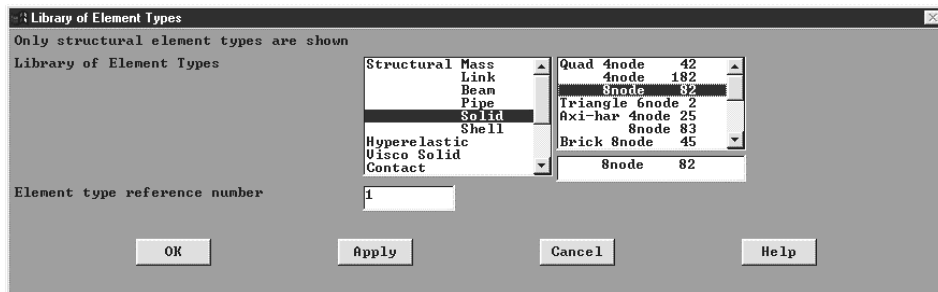 Library of Element Types
Only structural element types are shown
Library of Element Types
Structural Mass
Link
Beam
Pipe
Solid
Shell
Hyperelastic
Visco Solid
Contact
Quad 4node 42
4node 182
8node 82
Triangle 6node 2
Axi-har 4node 25
8node 83
Brick 8node 45
8node 82
Element type reference number
1
OK Apply Cancel Help